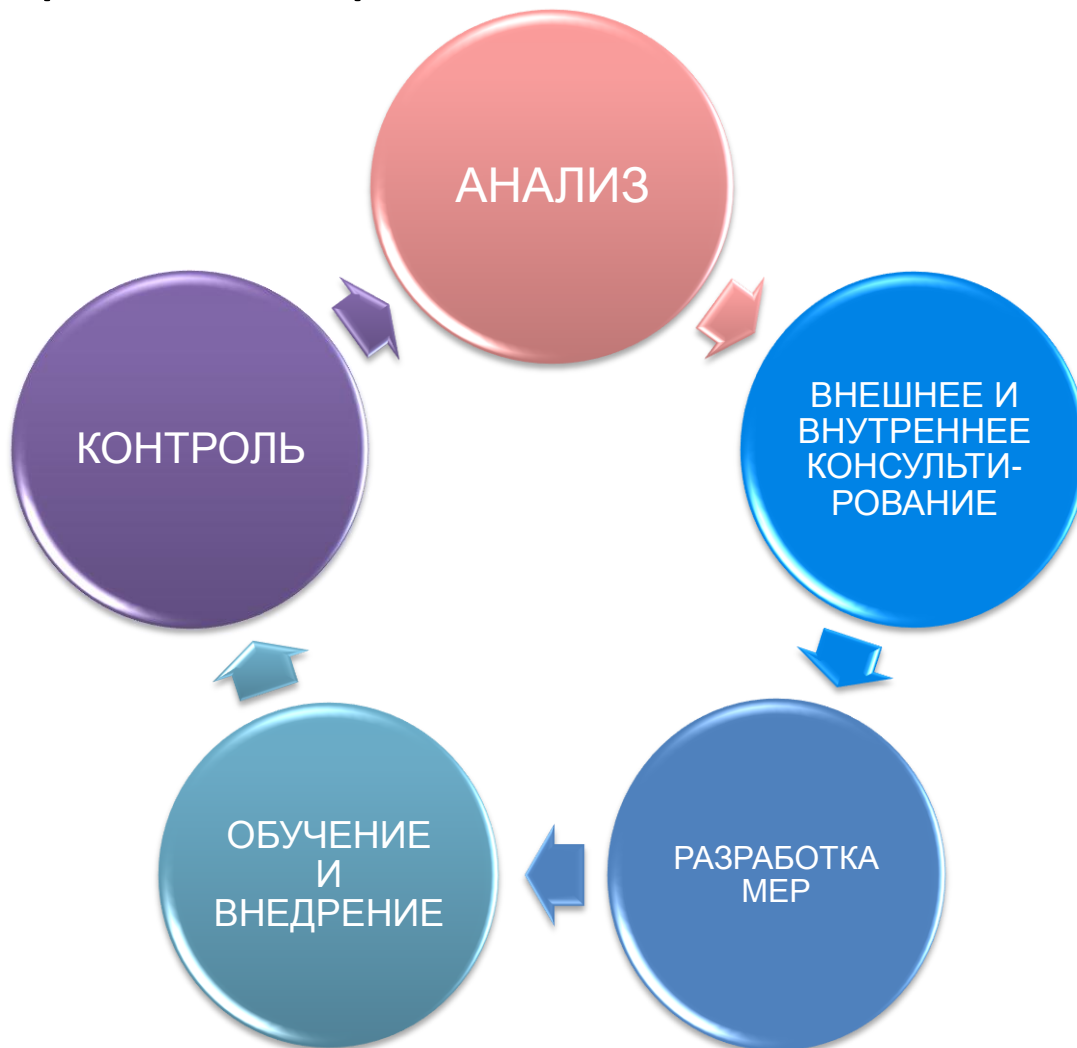 АНАЛИЗ
ВНЕШНЕЕ И
ВНУТРЕННЕЕ
КОНСУЛЬТИ-
РОВАНИЕ
РАЗРАБОТКА
МЕР
ОБУЧЕНИЕ
И
ВНЕДРЕНИЕ
КОНТРОЛЬ